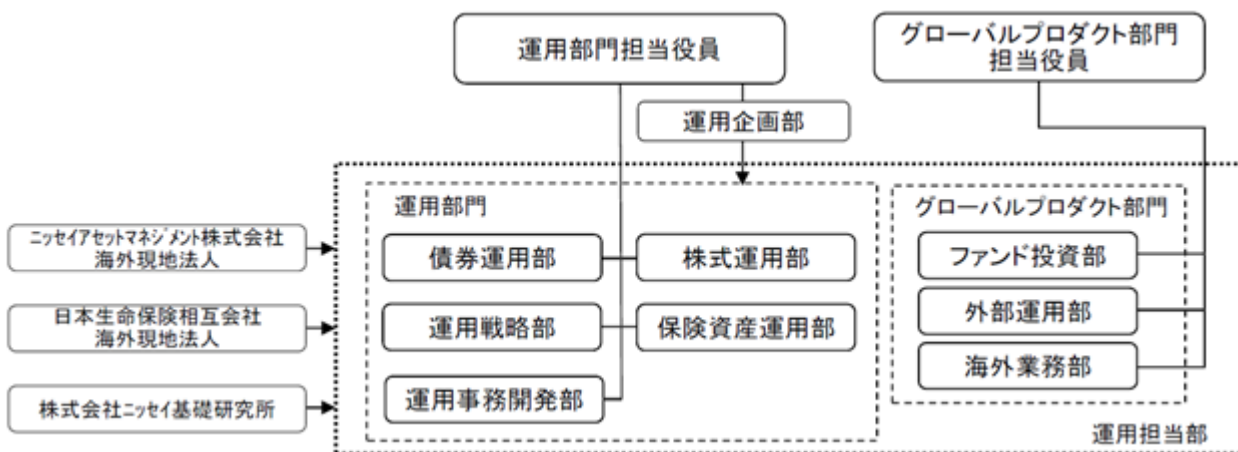 運用部門担当役員
グローバルプロダクト部門
担当役員
運用企画部
運用部門
グローバルプロダクト部門
ニッセイアセットマネジメント株式会社
海外現地法人
債券運用部
株式運用部
ファンド投資部
日本生命保険相互会社
海外現地法人
運用戦略部
保険資産運用部
外部運用部
海外業務部
株式会社ニッセイ基礎研究所
運用事務開発部
運用担当部